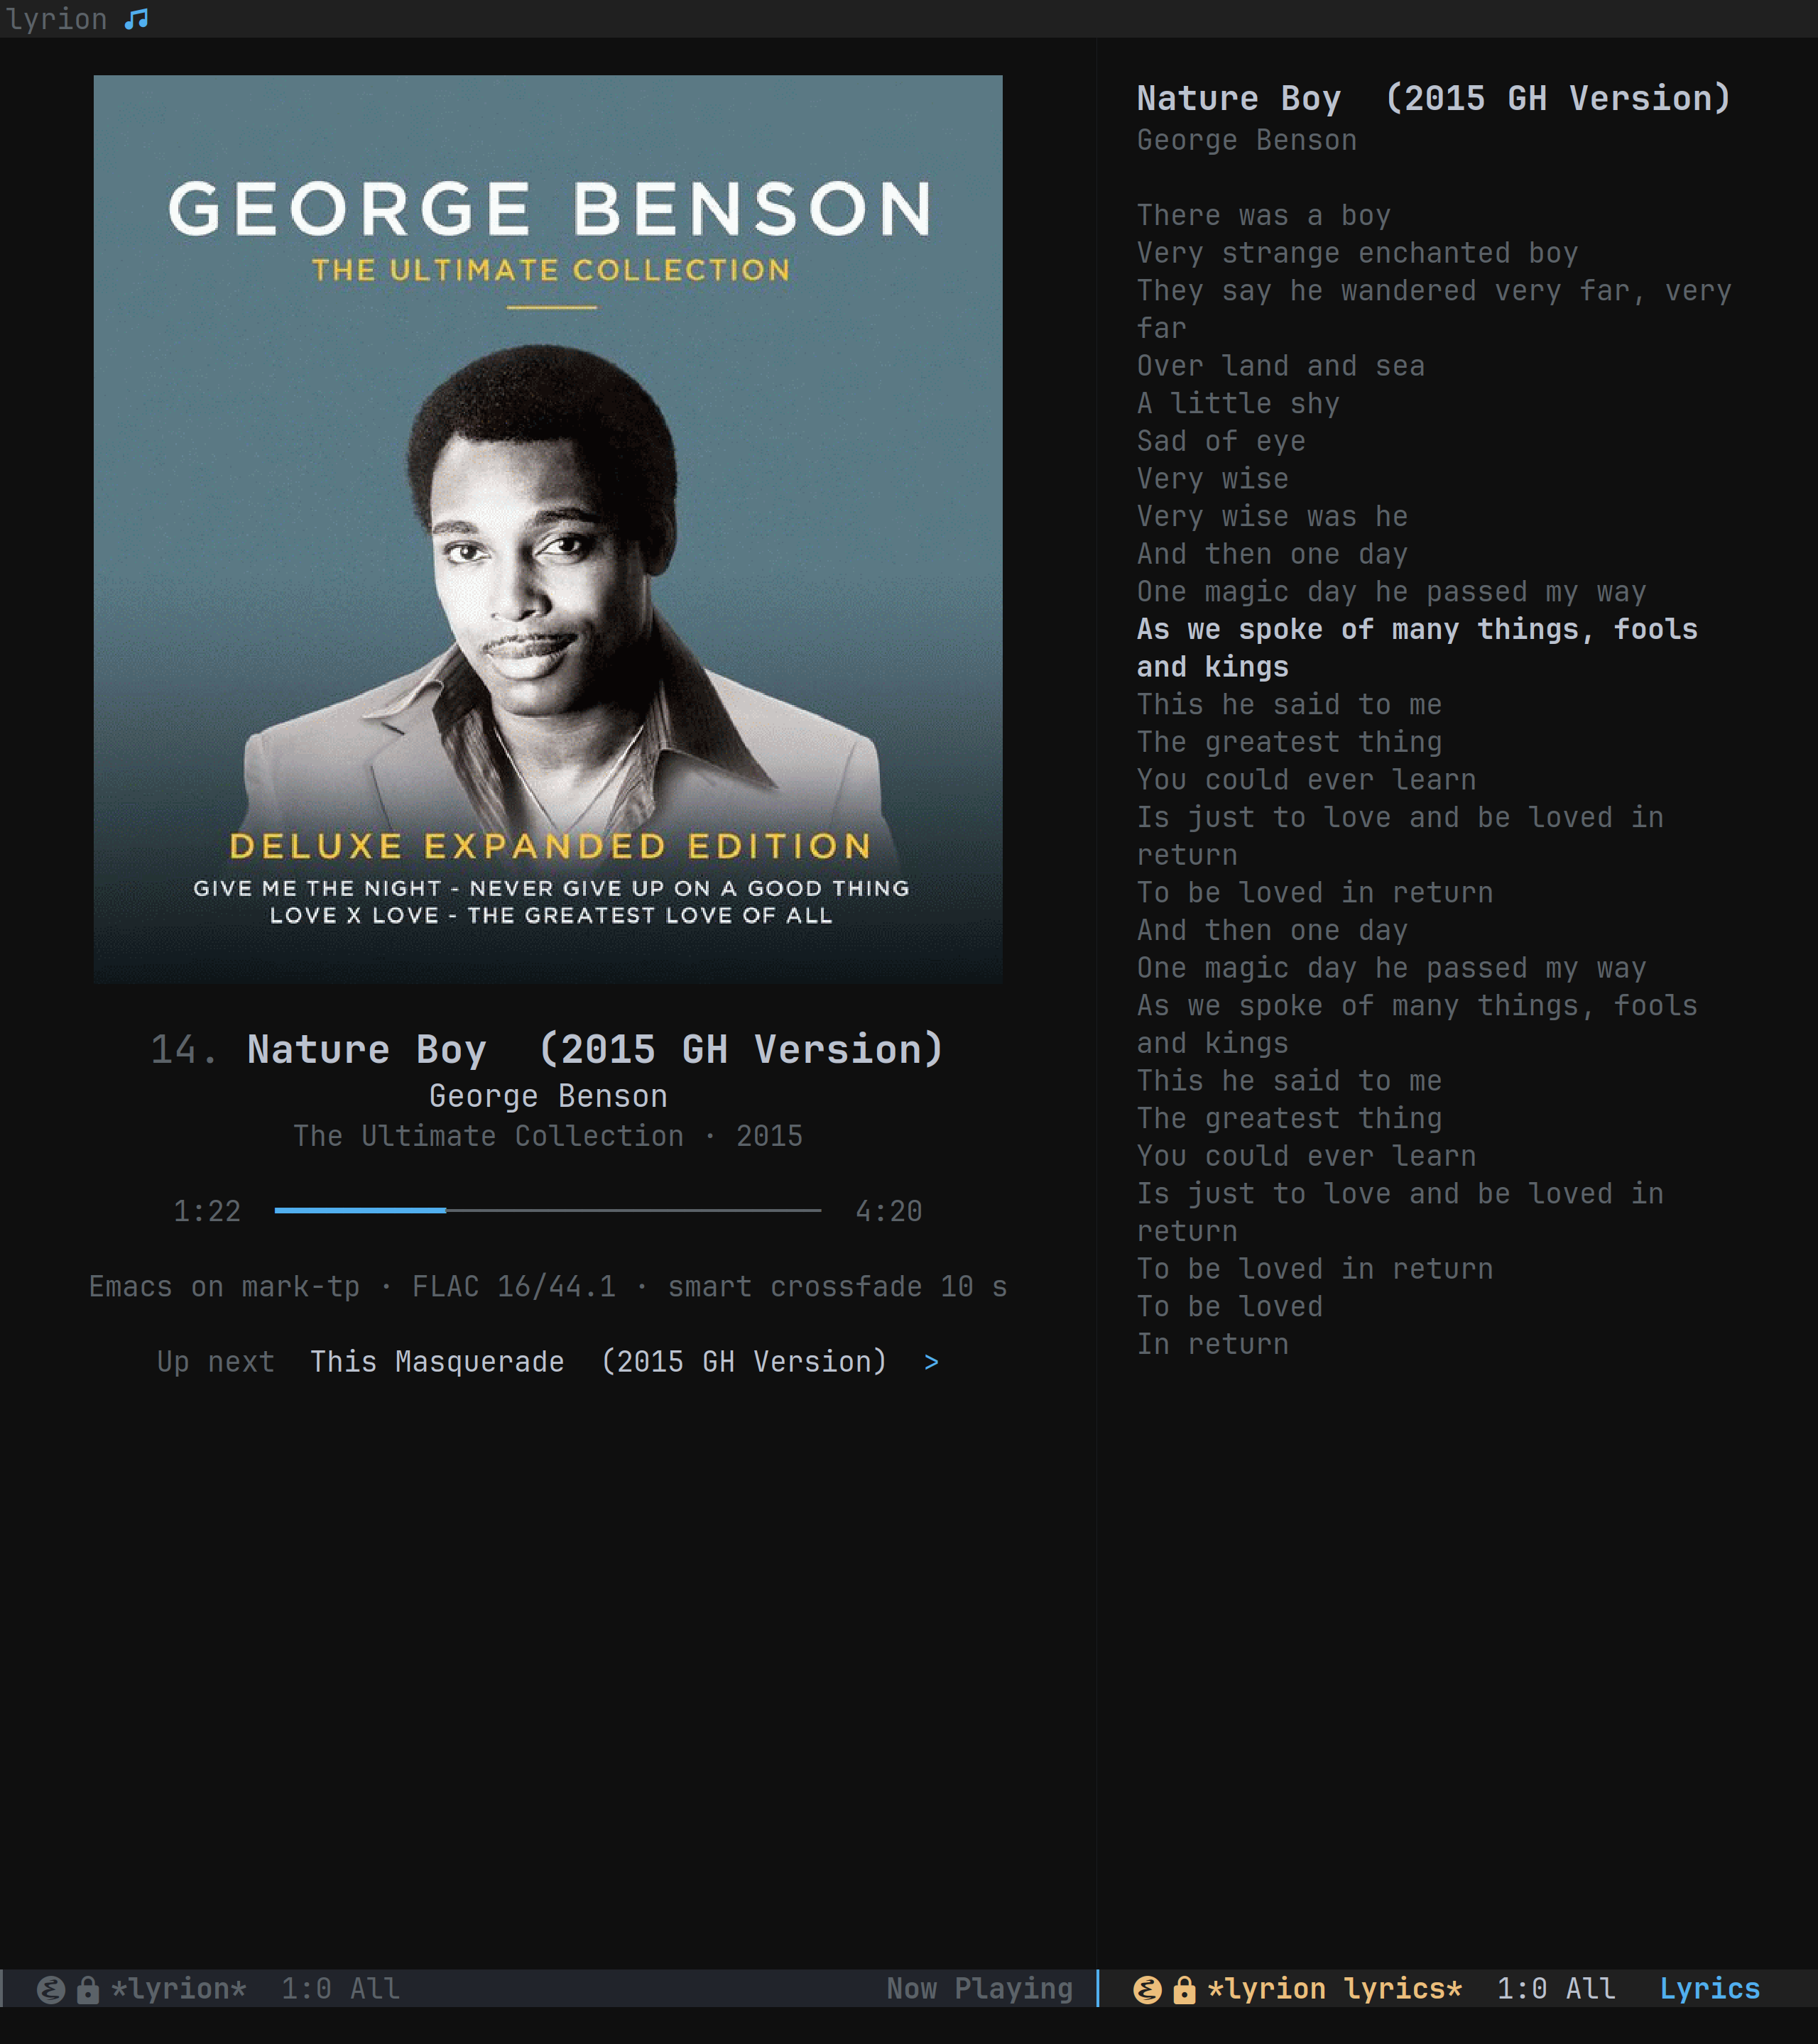 lyrion
GEORGE BENSON
THE ULTIMATE COLLECTION
DELUXE EXPANDED EDITION
GIVE ME THE NIGHT - NEVER GIVE UP ON A GOOD THING
LOVE X LOVE - THE GREATEST LOVE OF ALL
14. Nature Boy  (2015 GH Version)
George Benson
The Ultimate Collection · 2015
1:22 4:20
Emacs on mark-tp · FLAC 16/44.1 · smart crossfade 10 s
Up next  This Masquerade  (2015 GH Version)  >
Nature Boy  (2015 GH Version)
George Benson
There was a boy
Very strange enchanted boy
They say he wandered very far, very
far
Over land and sea
A little shy
Sad of eye
Very wise
Very wise was he
And then one day
One magic day he passed my way
As we spoke of many things, fools
and kings
This he said to me
The greatest thing
You could ever learn
Is just to love and be loved in
return
To be loved in return
And then one day
One magic day he passed my way
As we spoke of many things, fools
and kings
This he said to me
The greatest thing
You could ever learn
Is just to love and be loved in
return
To be loved in return
To be loved
In return
*lyrion*  1:0 All  Now Playing
*lyrion lyrics*  1:0 All  Lyrics